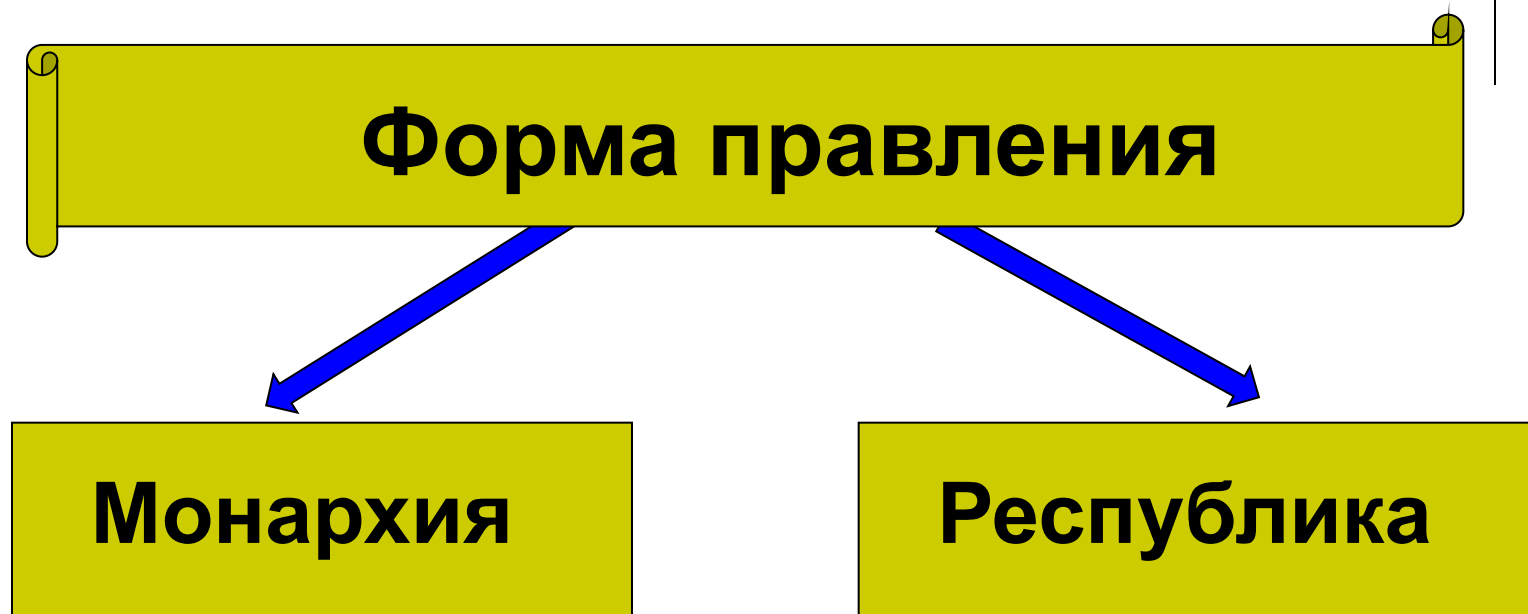 Форма правления
Монархия
Республика